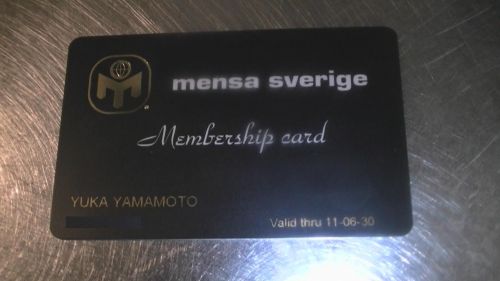 mensa sverige
Membership card
YUKA YAMAMOTO
Valid thru 11-06-30